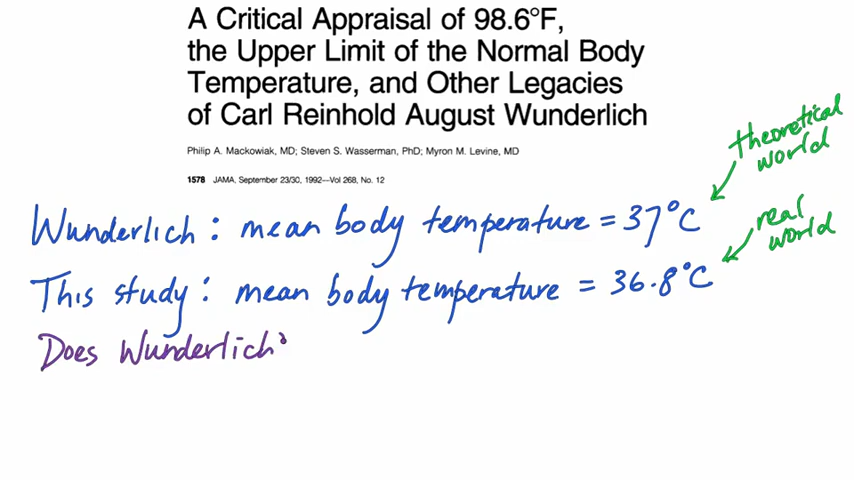 A Critical Appraisal of 98.6°F,
the Upper Limit of the Normal Body
Temperature, and Other Legacies
of Carl Reinhold August Wunderlich
Philip A. Mackowiak, MD; Steven S. Wasserman, PhD; Myron M. Levine, MD
1578 JAMA, September 23/30, 1992—Vol 268, No. 12
theoretical
world
Wunderlich: mean body temperature = 37°C
real
world
This study: mean body temperature = 36.8°C
Does Wunderlich'